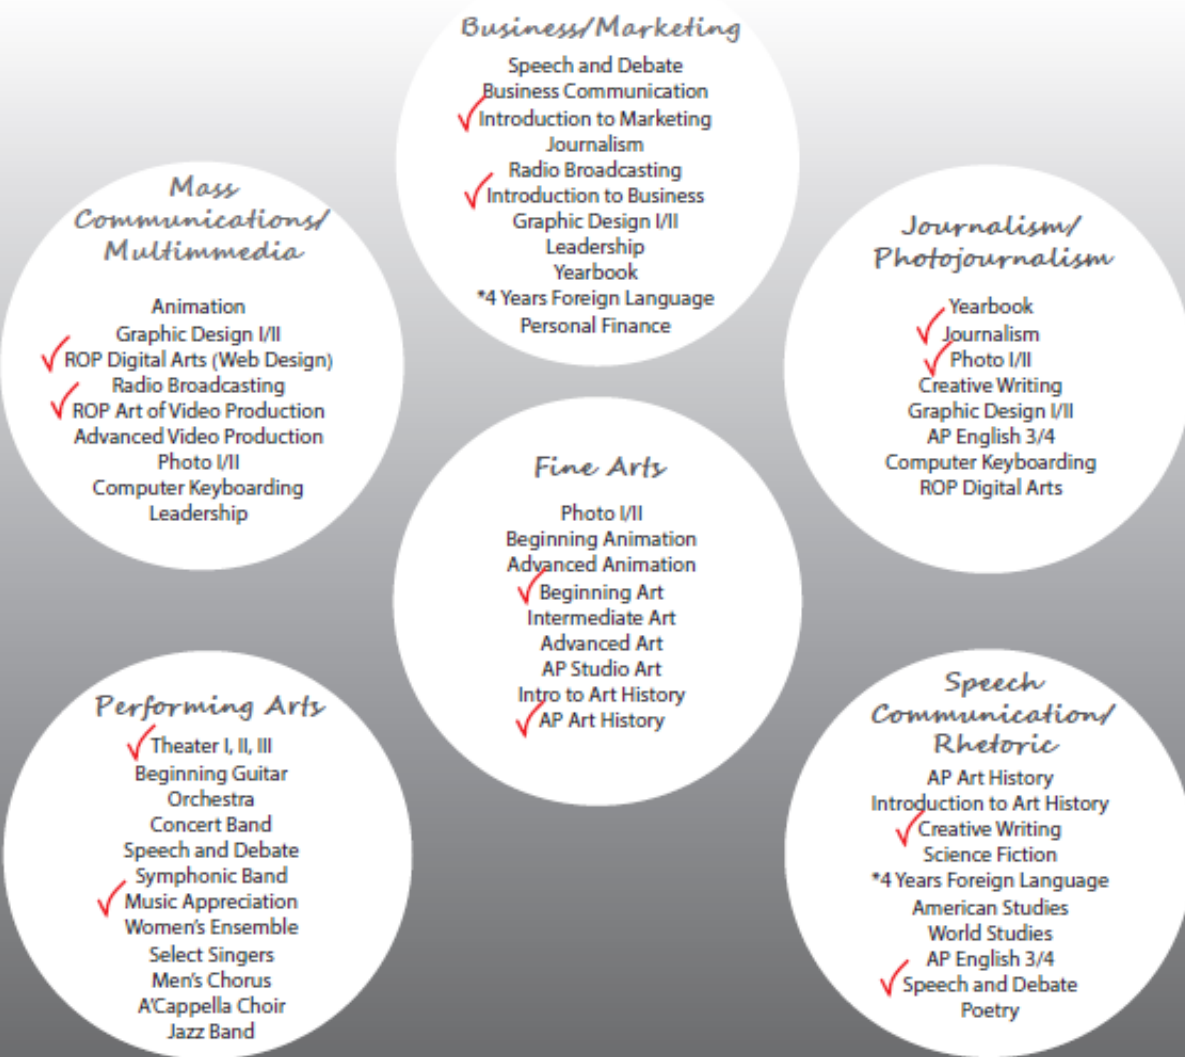 Business/Marketing
Speech and Debate
Business Communication
Introduction to Marketing
Journalism
Radio Broadcasting
Introduction to Business
Graphic Design I/II
Leadership
Yearbook
*4 Years Foreign Language
Personal Finance
Mass
Communications/
Multimmedia
Animation
Graphic Design I/II
ROP Digital Arts (Web Design)
Radio Broadcasting
ROP Art of Video Production
Advanced Video Production
Photo I/II
Computer Keyboarding
Leadership
Journalism/
Photojournalism
Yearbook
Journalism
Photo I/II
Creative Writing
Graphic Design I/II
AP English 3/4
Computer Keyboarding
ROP Digital Arts
Fine Arts
Photo I/II
Beginning Animation
Advanced Animation
Beginning Art
Intermediate Art
Advanced Art
AP Studio Art
Intro to Art History
AP Art History
Performing Arts
Theater I, II, III
Beginning Guitar
Orchestra
Concert Band
Speech and Debate
Symphonic Band
Music Appreciation
Women's Ensemble
Select Singers
Men's Chorus
A'Cappella Choir
Jazz Band
Speech
Communication/
Rhetoric
AP Art History
Introduction to Art History
Creative Writing
Science Fiction
*4 Years Foreign Language
American Studies
World Studies
AP English 3/4
Speech and Debate
Poetry